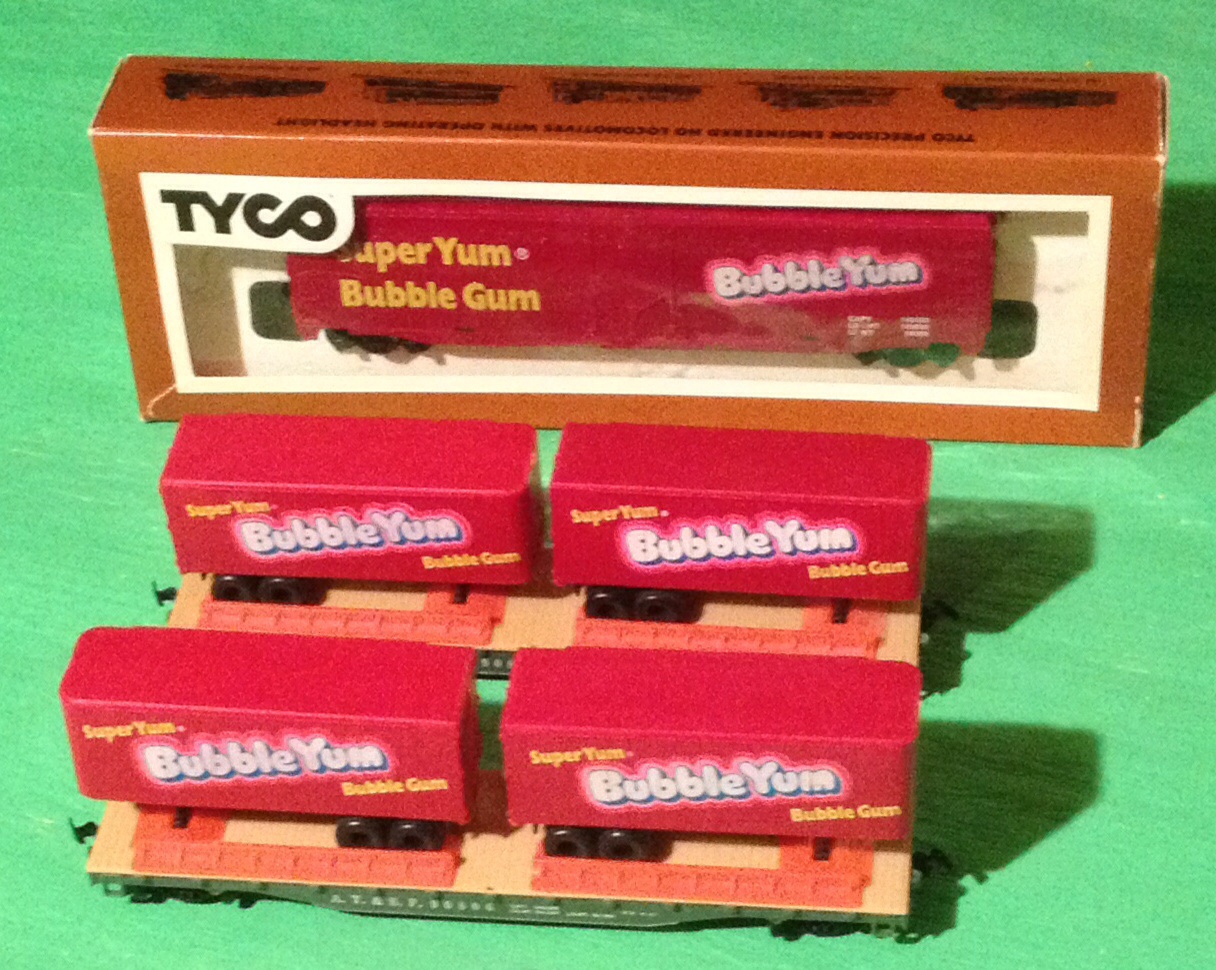 TYCO PRECISION ENGINEERED HO LOCOMOTIVES WITH OPERATING HEADLIGHT
TYCO
Super Yum®
Bubble Gum
Bubble Yum
Super Yum
Bubble Yum
Bubble Gum
Super Yum
Bubble Yum
Bubble Gum
Super Yum
Bubble Yum
Bubble Gum
Super Yum
Bubble Yum
Bubble Gum
A.T.&S.F.